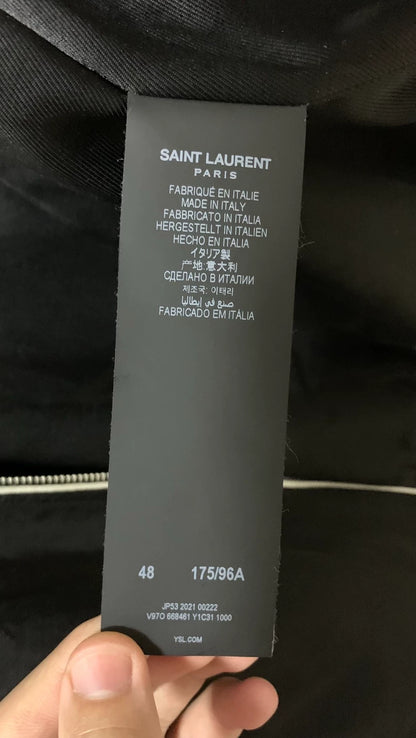 SAINT LAURENT
PARIS
FABRIQUÉ EN ITALIE
MADE IN ITALY
FABBRICATO IN ITALIA
HERGESTELLT IN ITALIEN
HECHO EN ITALIA
イタリア製
产地:意大利
СДЕЛАНО В ИТАЛИИ
제조국: 이태리
صنع في إيطاليا
FABRICADO EM ITÁLIA
48 175/96A
JP53 2021 00222
V97O 668461 Y1C31 1000
YSL.COM